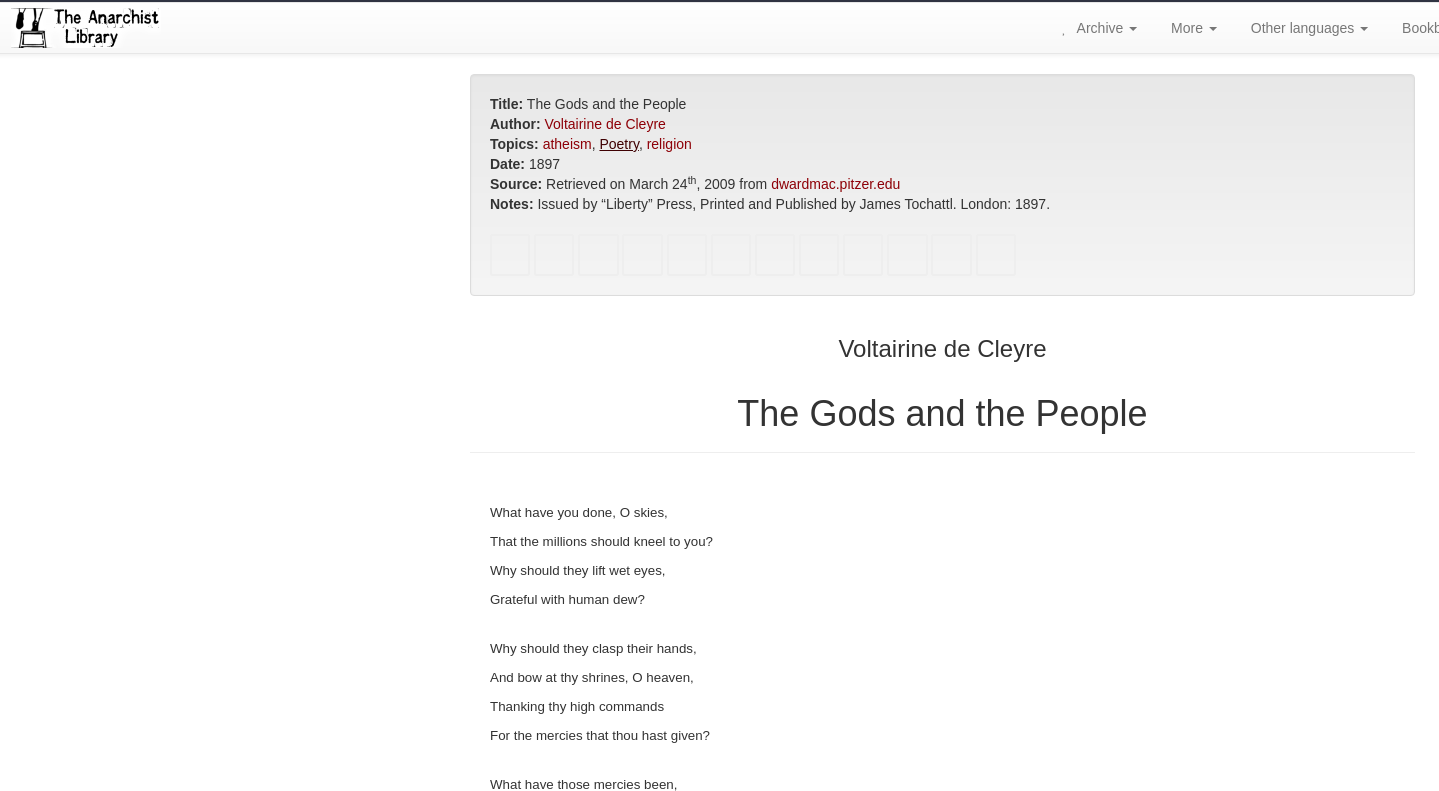 The Anarchist
Library
Archive
More
Other languages
Title: The Gods and the People
Author: Voltairine de Cleyre
Topics: atheism, Poetry, religion
Date: 1897
Source: Retrieved on March 24th, 2009 from dwardmac.pitzer.edu
Notes: Issued by “Liberty” Press, Printed and Published by James Tochattl. London: 1897.
Voltairine de Cleyre
The Gods and the People
What have you done, O skies,
That the millions should kneel to you?
Why should they lift wet eyes,
Grateful with human dew?
Why should they clasp their hands,
And bow at thy shrines, O heaven,
Thanking thy high commands
For the mercies that thou hast given?
What have those mercies been,